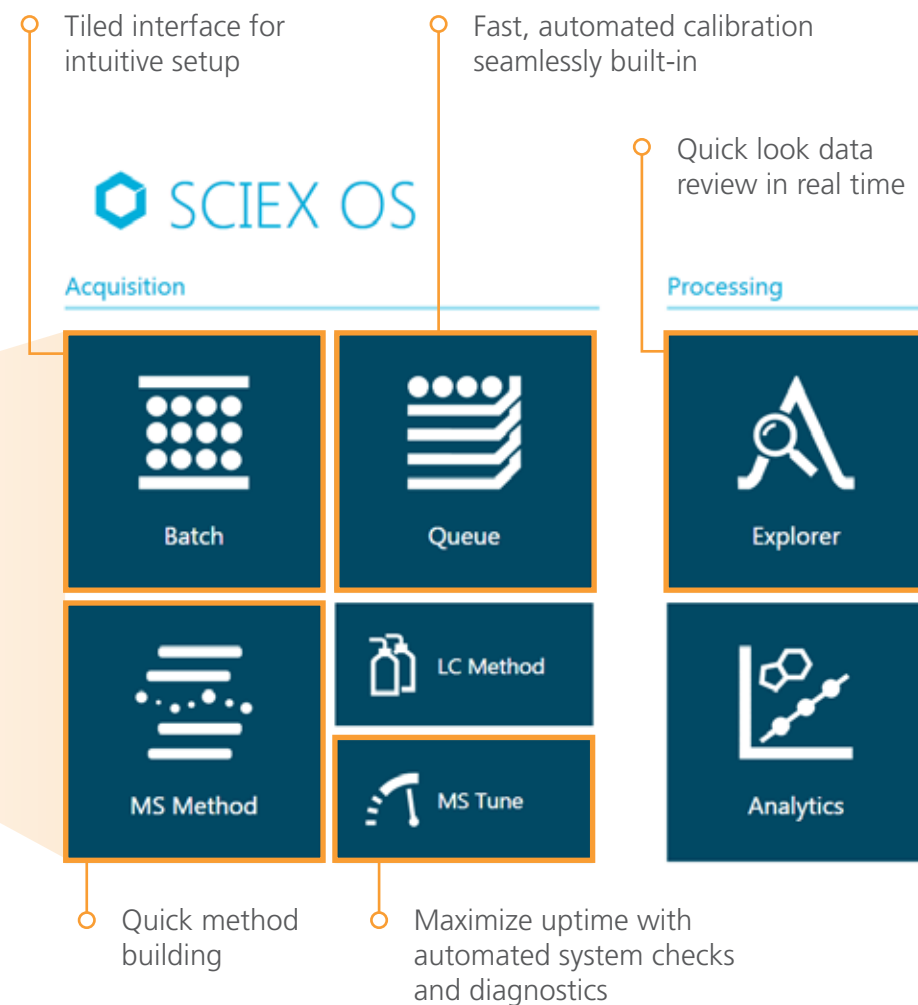 Tiled interface for
intuitive setup
Fast, automated calibration
seamlessly built-in
Quick look data
review in real time
SCIEX OS
Acquisition
Processing
Batch
Queue
Explorer
MS Method
LC Method
MS Tune
Analytics
Quick method
building
Maximize uptime with
automated system checks
and diagnostics